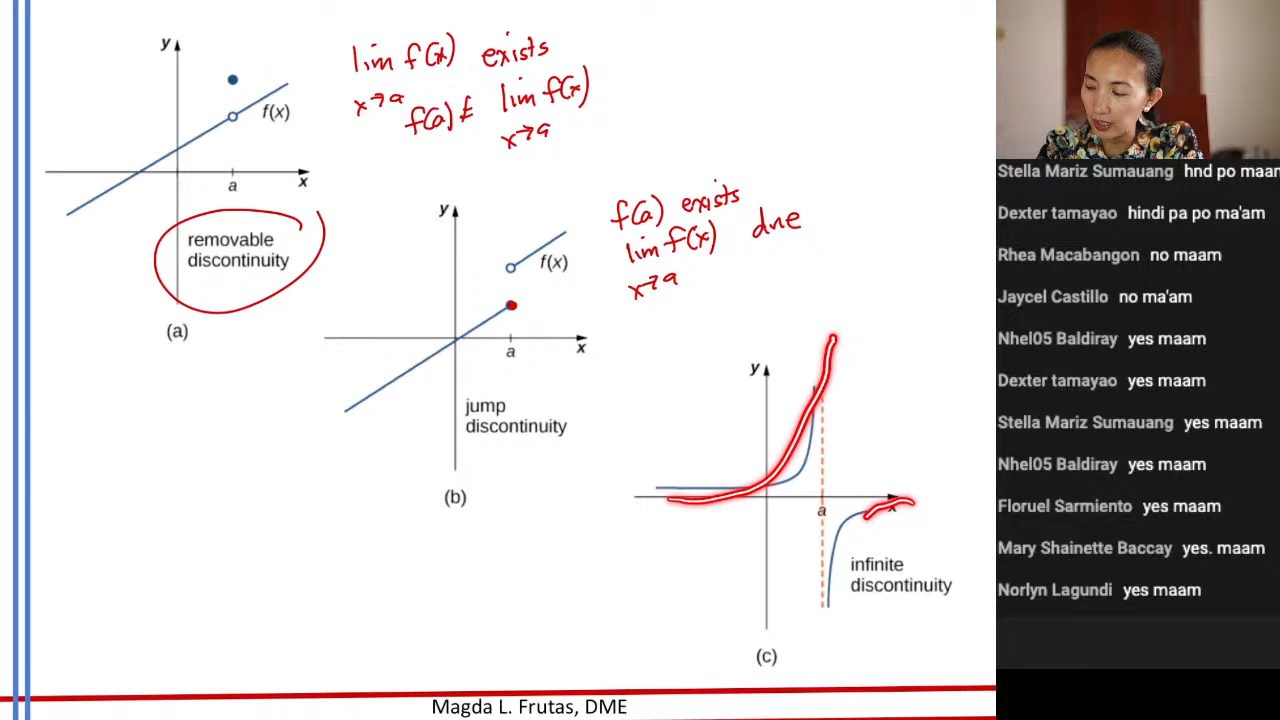 y
lim f(x) exists
x→a
f(a) ≠ lim f(x)
x→a
f(x)
a
x
removable
discontinuity
(a)
y
f(a) exists
lim f(x) dne
x→a
f(x)
a
x
jump
discontinuity
(b)
y
a
x
infinite
discontinuity
(c)
Magda L. Frutas, DME
Stella Mariz Sumauang hnd po maam
Dexter tamayao hindi pa po ma'am
Rhea Macabangon no maam
Jaycel Castillo no ma'am
Nhel05 Baldiray yes maam
Dexter tamayao yes maam
Stella Mariz Sumauang yes maam
Nhel05 Baldiray yes maam
Floruel Sarmiento yes maam
Mary Shainette Baccay yes. maam
Norlyn Lagundi yes maam